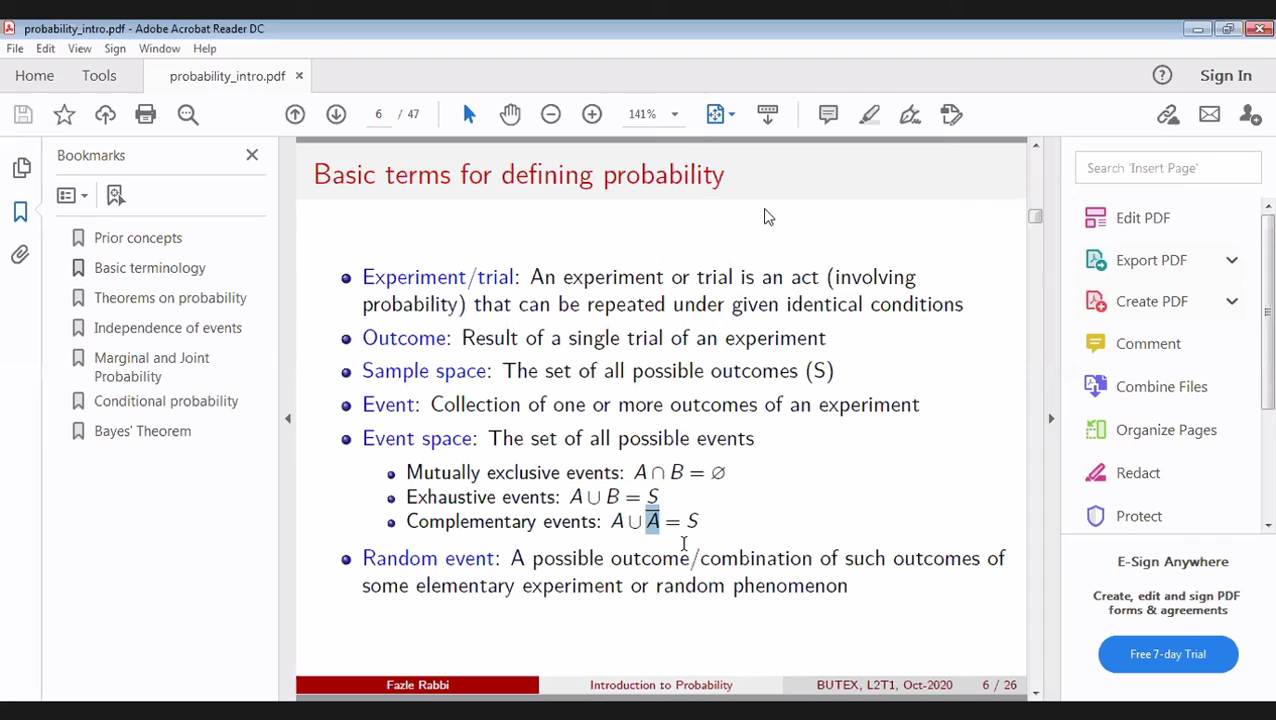 probability_intro.pdf - Adobe Acrobat Reader DC
File Edit View Sign Window Help
Home Tools probability_intro.pdf × Sign In
6 / 47 141%
Bookmarks
Prior concepts
Basic terminology
Theorems on probability
Independence of events
Marginal and Joint
Probability
Conditional probability
Bayes' Theorem
Basic terms for defining probability
Experiment/trial: An experiment or trial is an act (involving
probability) that can be repeated under given identical conditions
Outcome: Result of a single trial of an experiment
Sample space: The set of all possible outcomes (S)
Event: Collection of one or more outcomes of an experiment
Event space: The set of all possible events
Mutually exclusive events: A ∩ B = ∅
Exhaustive events: A ∪ B = S
Complementary events: A ∪ A̅ = S
Random event: A possible outcome/combination of such outcomes of
some elementary experiment or random phenomenon
Fazle Rabbi Introduction to Probability BUTEX, L2T1, Oct-2020 6 / 26
Search 'Insert Page'
Edit PDF
Export PDF
Create PDF
Comment
Combine Files
Organize Pages
Redact
Protect
E-Sign Anywhere
Create, edit and sign PDF
forms & agreements
Free 7-day Trial